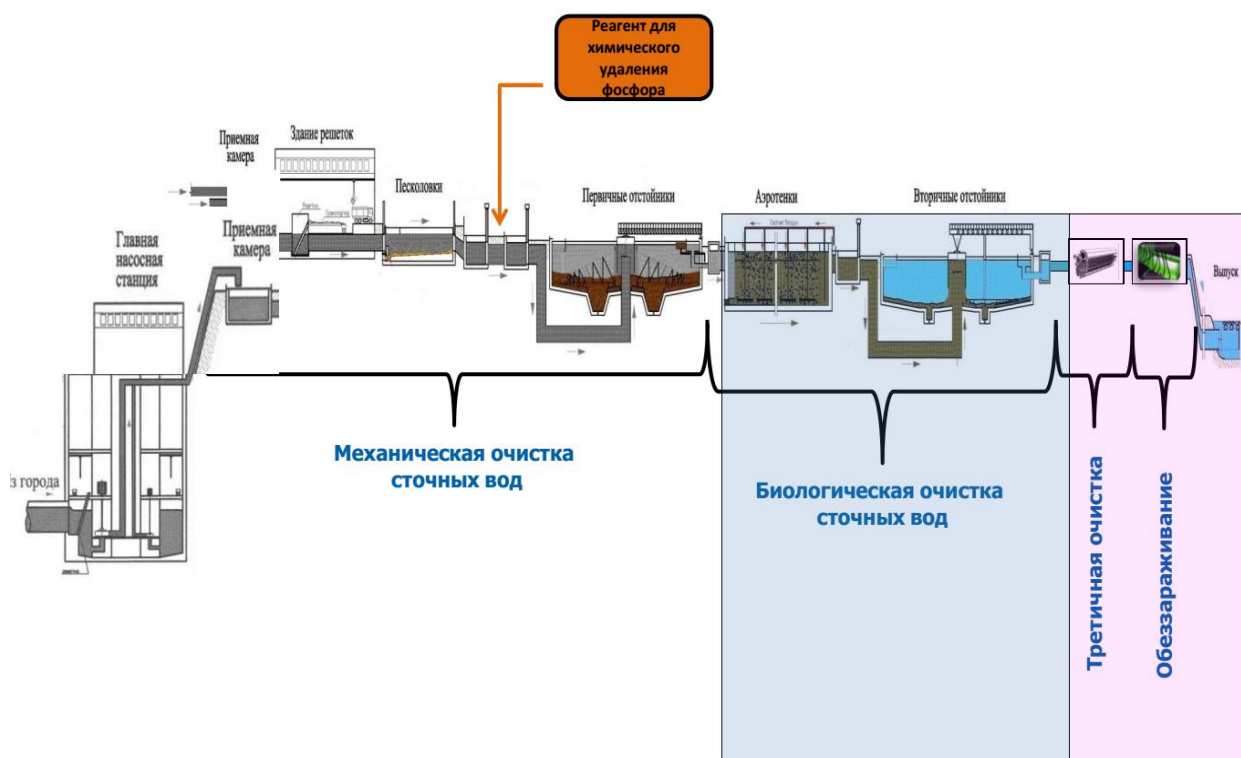 Реагент для
химического
удаления
фосфора
Приемная
камера
Здание решеток
Песколовки
Первичные отстойники
Аэротенки
Вторичные отстойники
Главная
насосная
станция
Приемная
камера
Выпуск
з города
Механическая очистка
сточных вод
Биологическая очистка
сточных вод
Третичная очистка
Обеззараживание